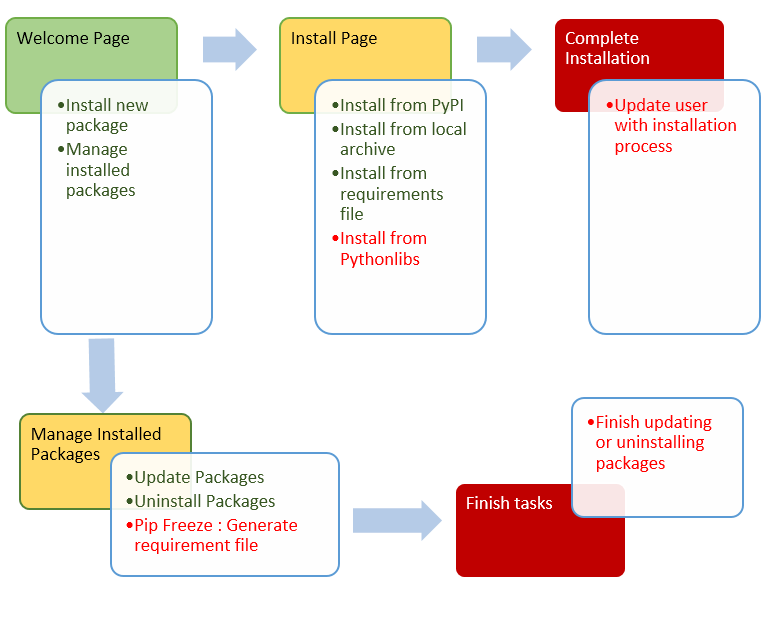 Welcome Page
•Install new
package
•Manage
installed
packages
Install Page
•Install from PyPI
•Install from local
archive
•Install from
requirements
file
•Install from
Pythonlibs
Complete
Installation
•Update user
with installation
process
Manage Installed
Packages
•Update Packages
•Uninstall Packages
•Pip Freeze : Generate
requirement file
Finish tasks
•Finish updating
or uninstalling
packages